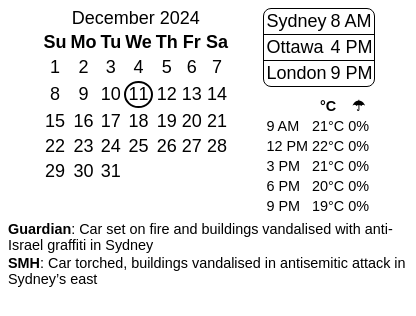 December 2024
Su Mo Tu We Th Fr Sa
1 2 3 4 5 6 7
8 9 10 11 12 13 14
15 16 17 18 19 20 21
22 23 24 25 26 27 28
29 30 31
Sydney 8 AM
Ottawa 4 PM
London 9 PM
°C ☂
9 AM 21°C 0%
12 PM 22°C 0%
3 PM 21°C 0%
6 PM 20°C 0%
9 PM 19°C 0%
Guardian: Car set on fire and buildings vandalised with anti-
Israel graffiti in Sydney
SMH: Car torched, buildings vandalised in antisemitic attack in
Sydney’s east